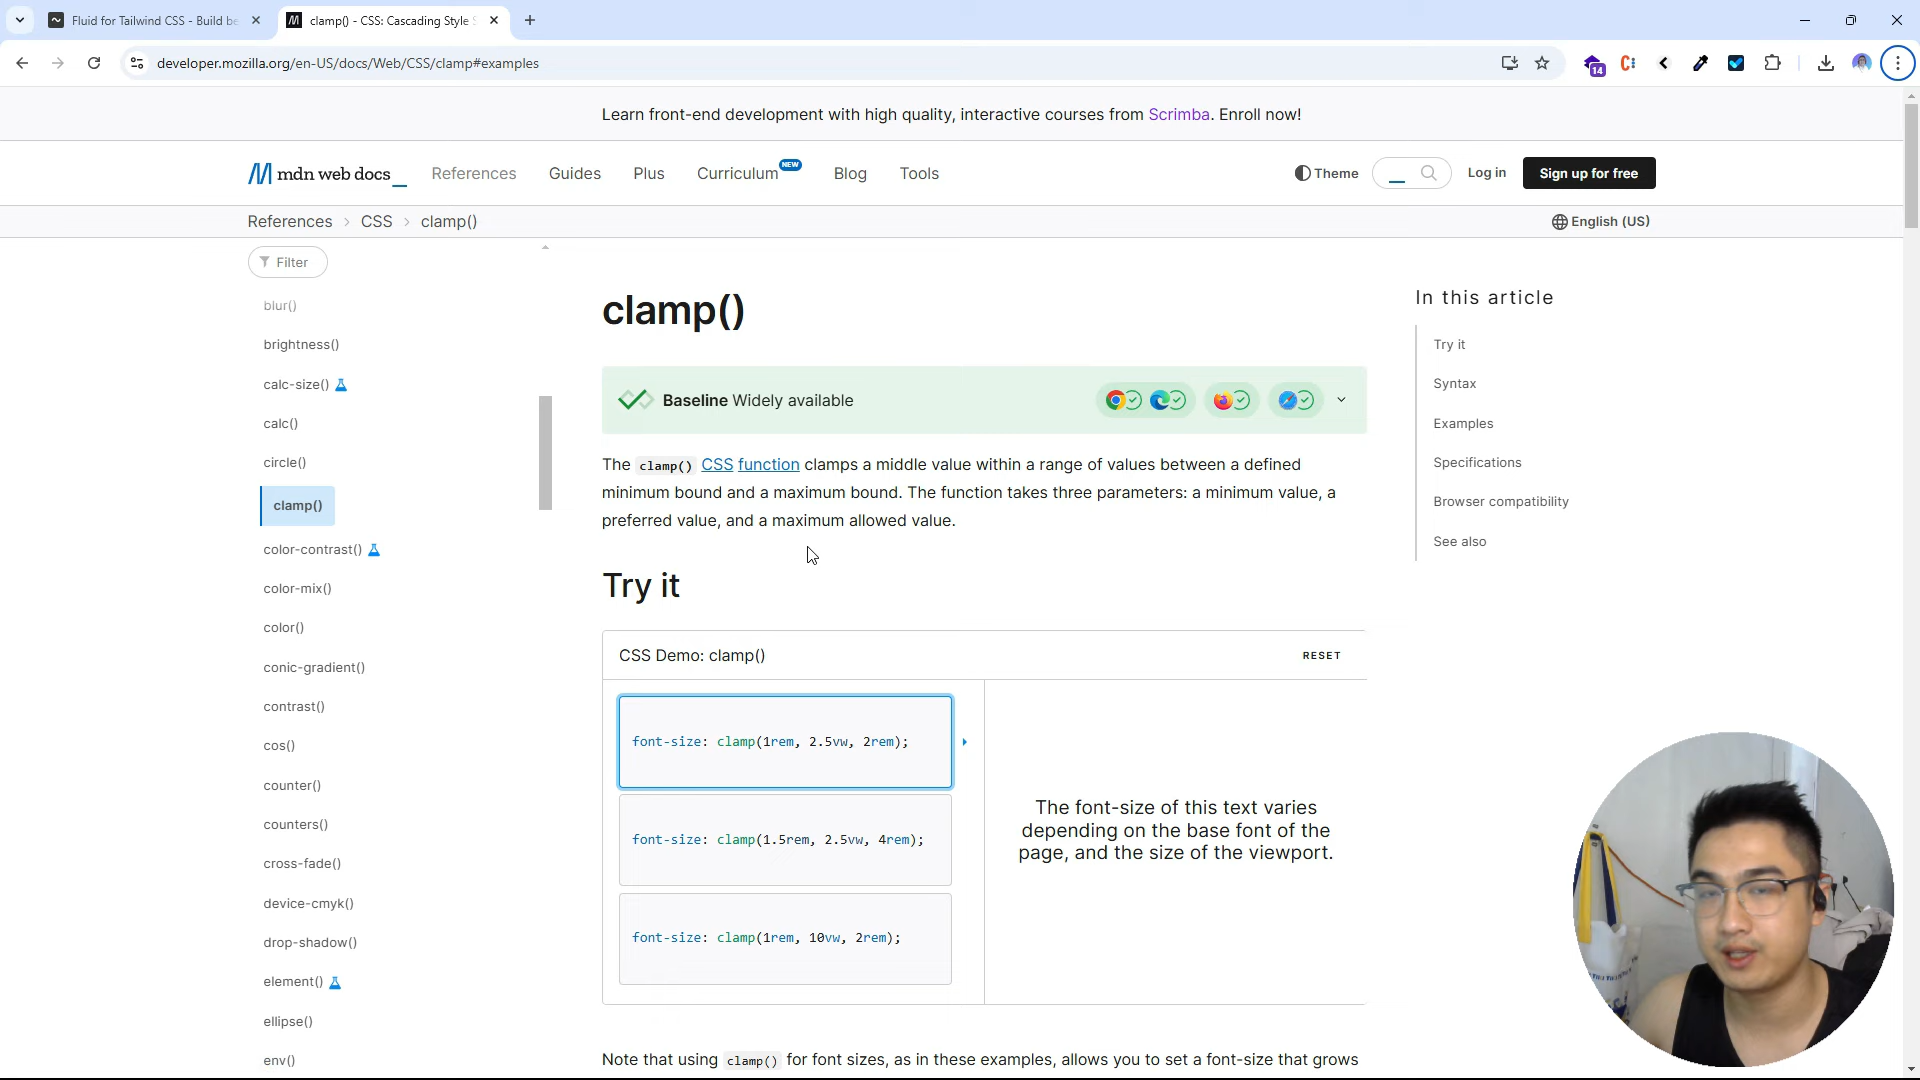 Fluid for Tailwind CSS - Build be
clamp() - CSS: Cascading Style S
developer.mozilla.org/en-US/docs/Web/CSS/clamp#examples
14
Learn front-end development with high quality, interactive courses from Scrimba. Enroll now!
mdn web docs_
References
Guides
Plus
Curriculum NEW
Blog
Tools
Theme
Log in
Sign up for free
References > CSS > clamp()
English (US)
Filter
blur()
brightness()
calc-size()
calc()
circle()
clamp()
color-contrast()
color-mix()
color()
conic-gradient()
contrast()
cos()
counter()
counters()
cross-fade()
device-cmyk()
drop-shadow()
element()
ellipse()
env()
clamp()
Baseline Widely available
The clamp() CSS function clamps a middle value within a range of values between a defined
minimum bound and a maximum bound. The function takes three parameters: a minimum value, a
preferred value, and a maximum allowed value.
Try it
CSS Demo: clamp()
RESET
font-size: clamp(1rem, 2.5vw, 2rem);
font-size: clamp(1.5rem, 2.5vw, 4rem);
font-size: clamp(1rem, 10vw, 2rem);
The font-size of this text varies
depending on the base font of the
page, and the size of the viewport.
Note that using clamp() for font sizes, as in these examples, allows you to set a font-size that grows
In this article
Try it
Syntax
Examples
Specifications
Browser compatibility
See also